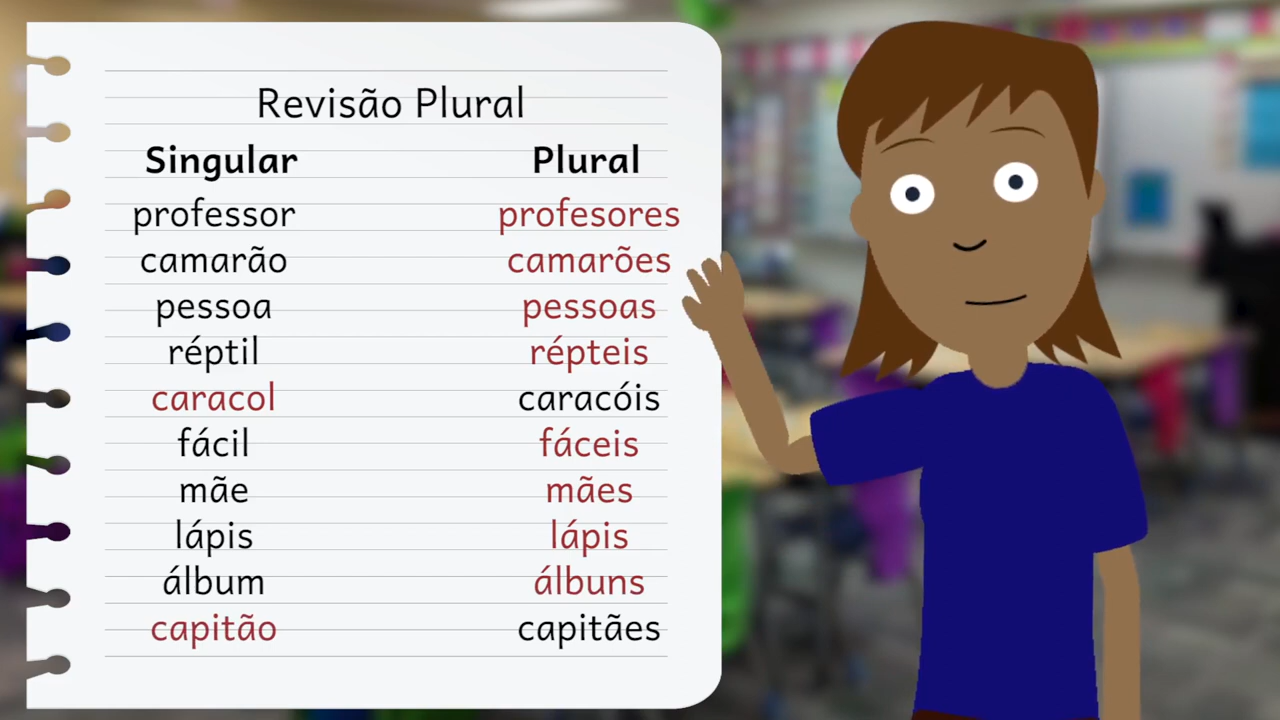 Revisão Plural
Singular Plural
professor profesores
camarão camarões
pessoa pessoas
réptil répteis
caracol caracóis
fácil fáceis
mãe mães
lápis lápis
álbum álbuns
capitão capitães